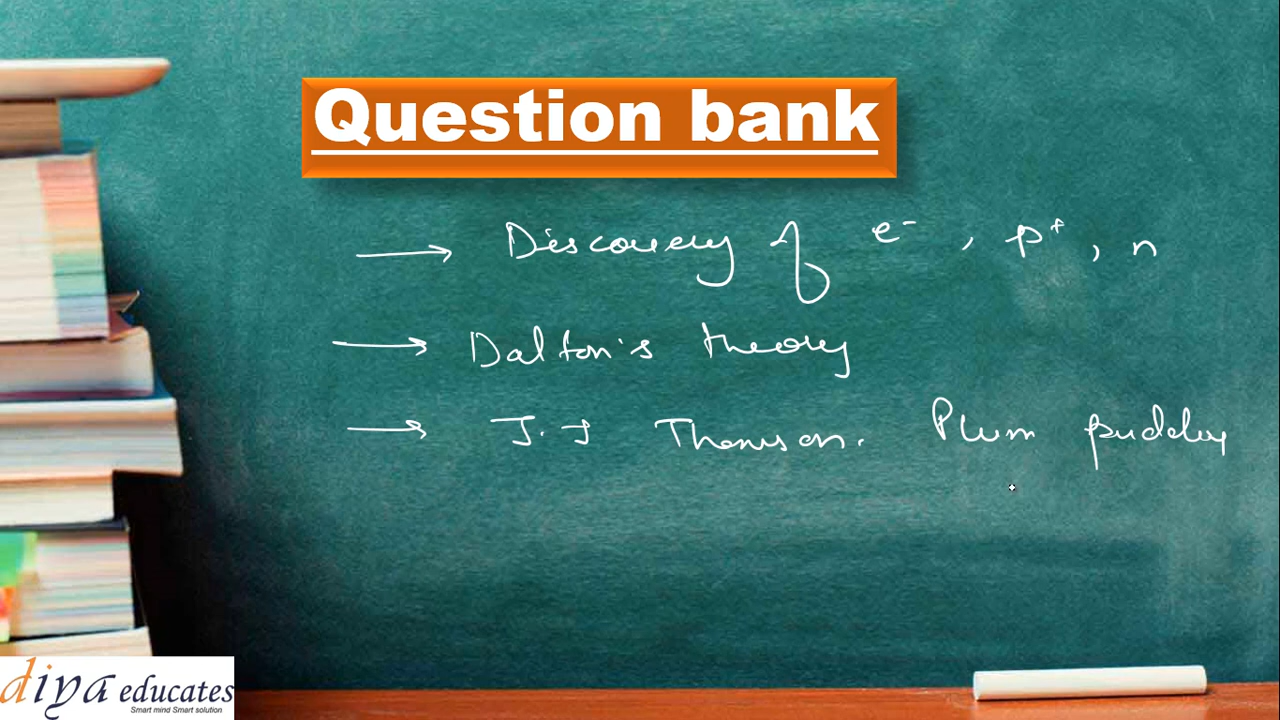 Question bank
→ Discovery of e⁻, p⁺, n
→ Dalton's theory
→ J.J Thomson. Plum pudding
diya educates
Smart mind Smart solution